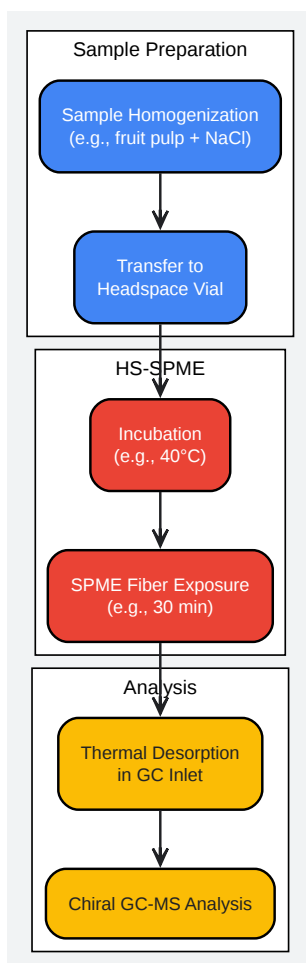 Sample Preparation
Sample Homogenization
(e.g., fruit pulp + NaCl)
Transfer to
Headspace Vial
HS-SPME
Incubation
(e.g., 40°C)
SPME Fiber Exposure
(e.g., 30 min)
Analysis
Thermal Desorption
in GC Inlet
Chiral GC-MS Analysis